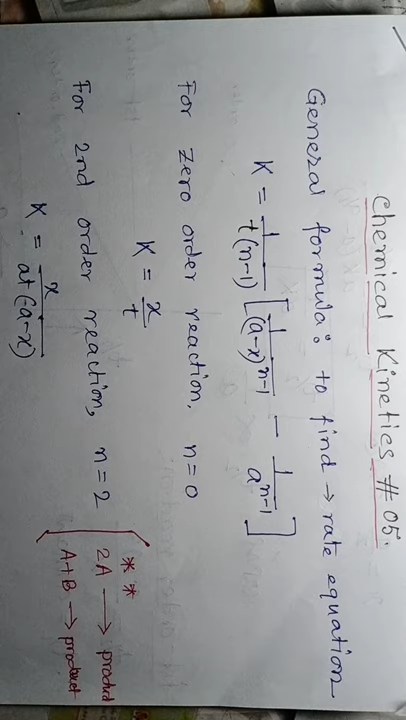 Chemical Kinetics # 05.
General formula: to find → rate equation
K = 1/t(n-1) [1/(a-x)^n-1 - 1/a^n-1]
For zero order reaction, n=0
K = x/t
For 2nd order reaction, n=2
K = x/at(a-x)
**
2A → product
A+B → product